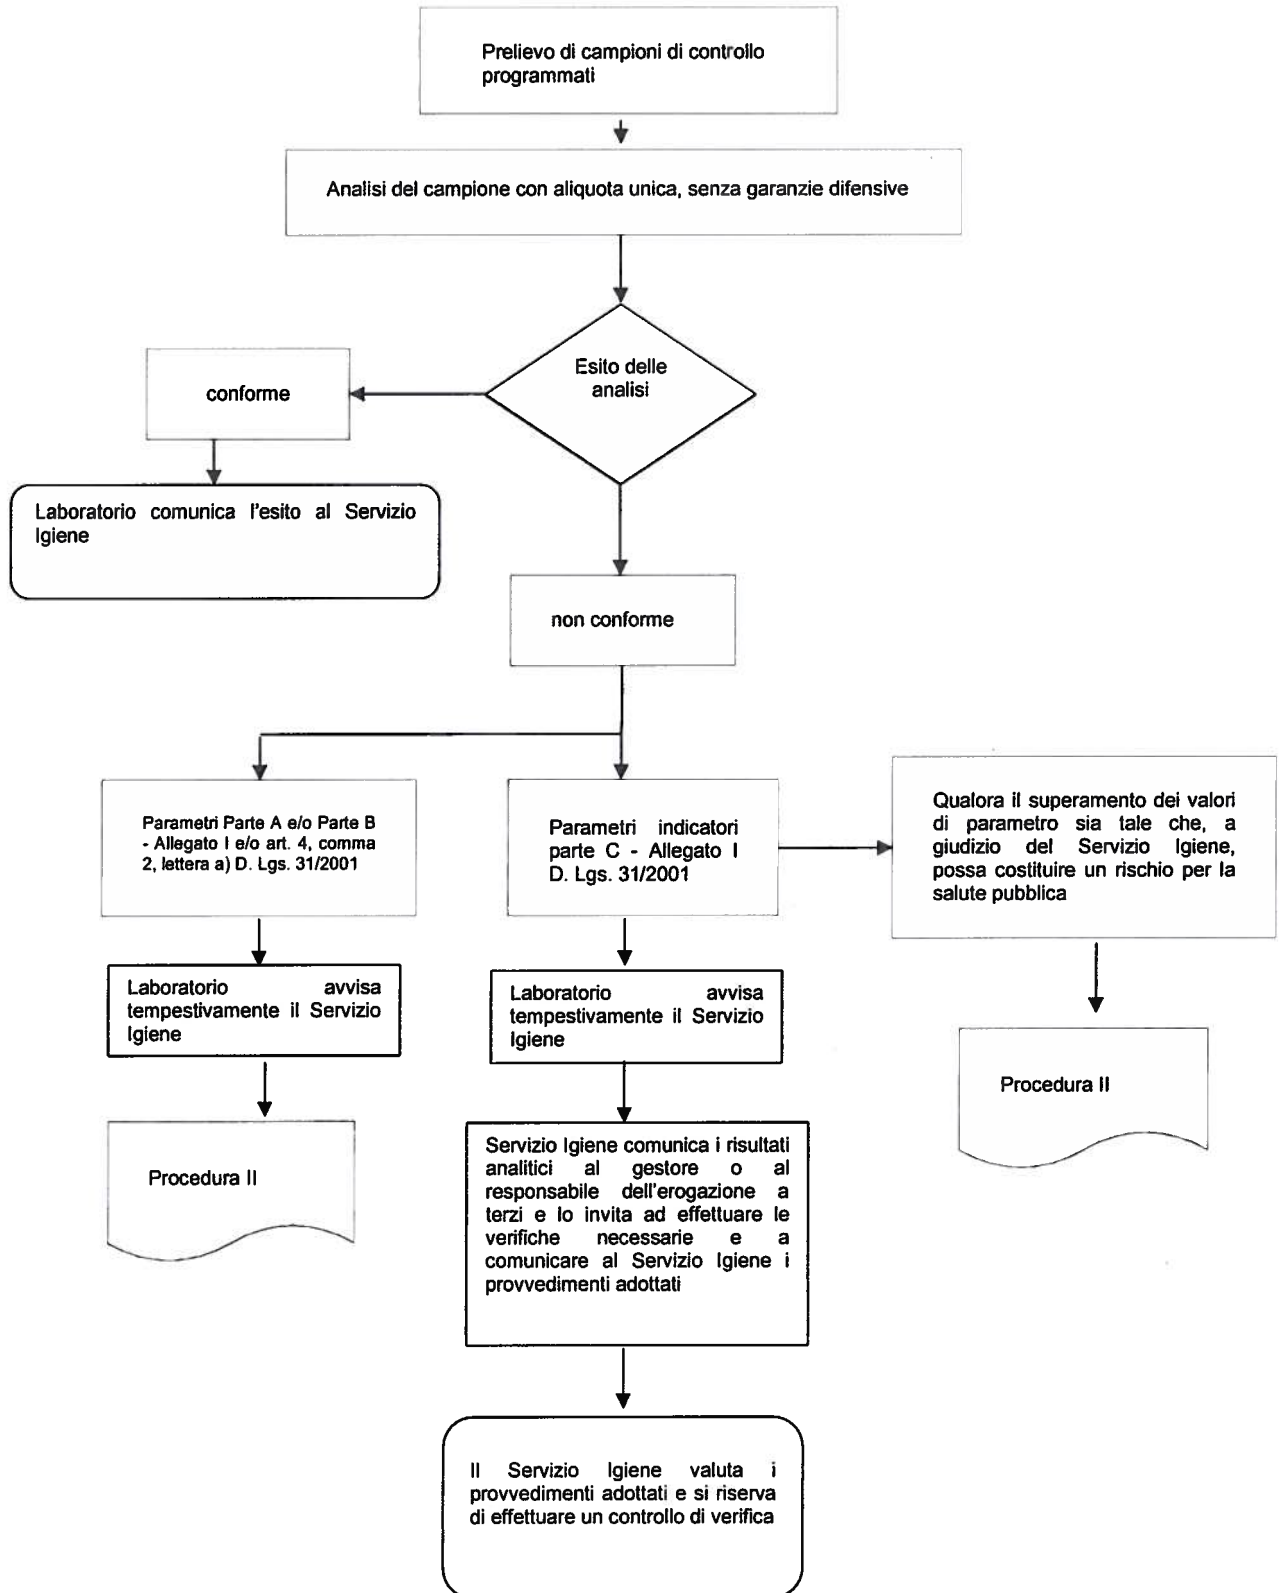 Prelievo di campioni di controllo
programmati
Analisi del campione con aliquota unica, senza garanzie difensive
Esito delle
analisi
conforme
Laboratorio comunica l'esito al Servizio
Igiene
non conforme
Parametri Parte A e/o Parte B
- Allegato I e/o art. 4, comma
2, lettera a) D. Lgs. 31/2001
Parametri indicatori
parte C - Allegato I
D. Lgs. 31/2001
Qualora il superamento dei valori
di parametro sia tale che, a
giudizio del Servizio Igiene,
possa costituire un rischio per la
salute pubblica
Laboratorio avvisa
tempestivamente il Servizio
Igiene
Laboratorio avvisa
tempestivamente il Servizio
Igiene
Procedura II
Procedura II
Servizio Igiene comunica i risultati
analitici al gestore o al
responsabile dell'erogazione a
terzi e lo invita ad effettuare le
verifiche necessarie e a
comunicare al Servizio Igiene i
provvedimenti adottati
Il Servizio Igiene valuta i
provvedimenti adottati e si riserva
di effettuare un controllo di verifica